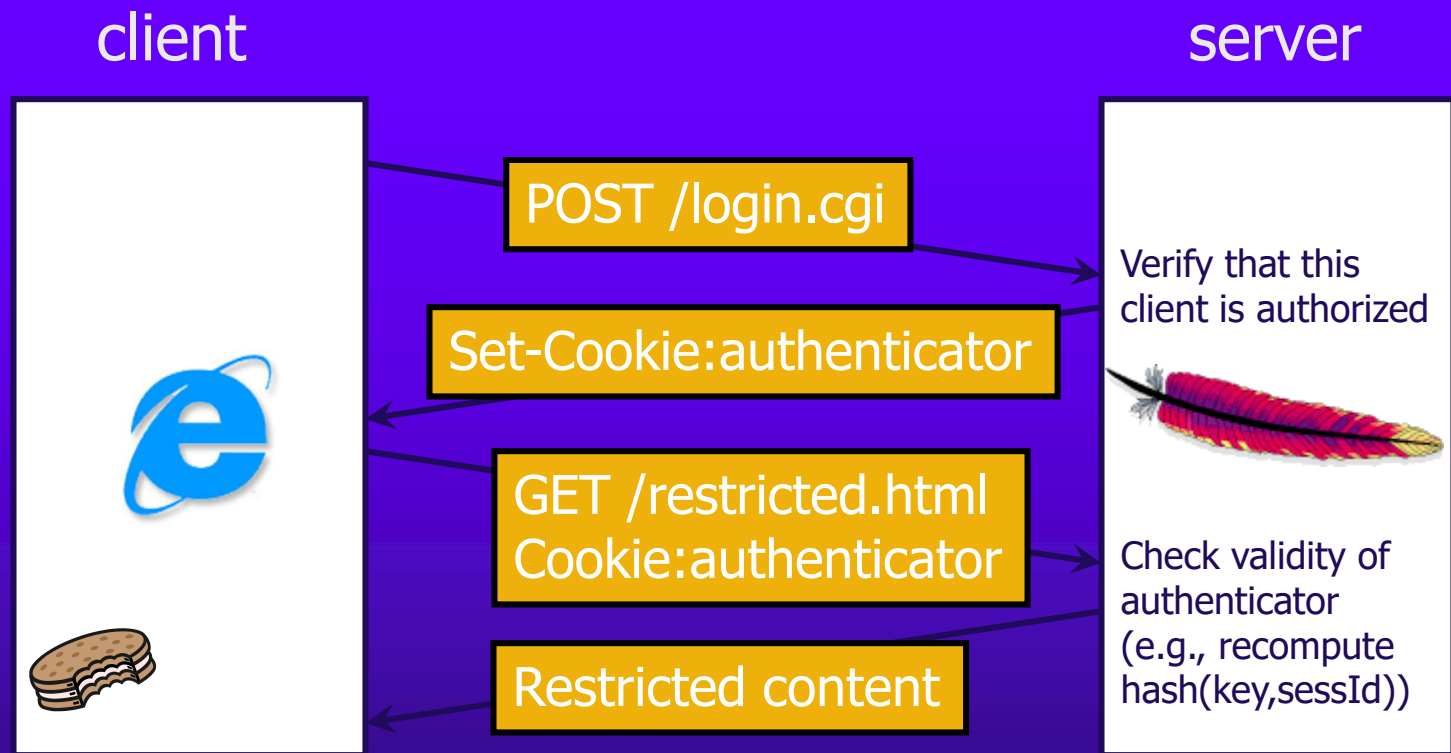 client
server
POST /login.cgi
Verify that this
client is authorized
Set-Cookie:authenticator
GET /restricted.html
Cookie:authenticator
Check validity of
authenticator
(e.g., recompute
hash(key,sessId))
Restricted content